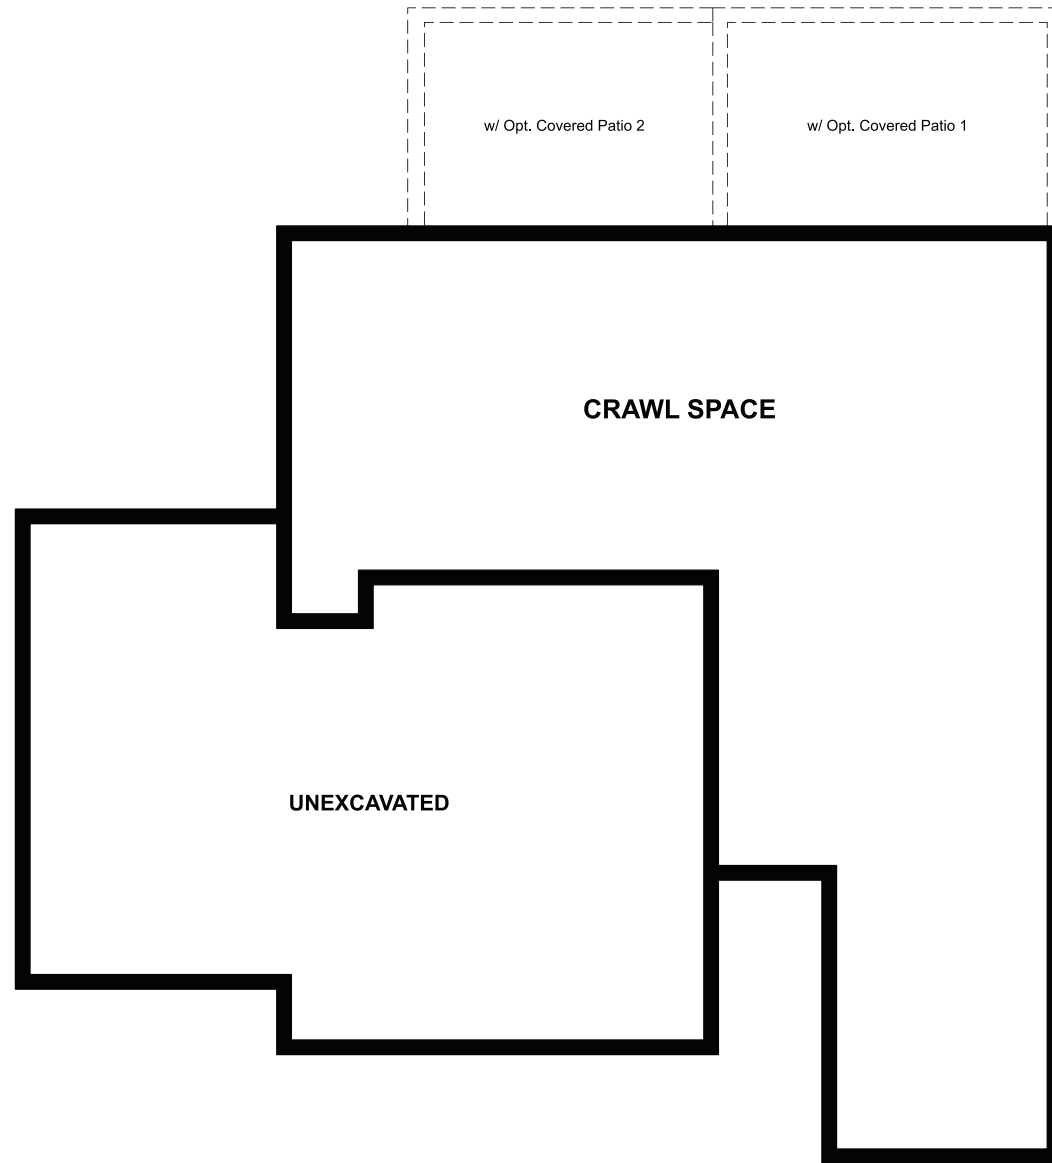 w/ Opt. Covered Patio 2
w/ Opt. Covered Patio 1
CRAWL SPACE
UNEXCAVATED